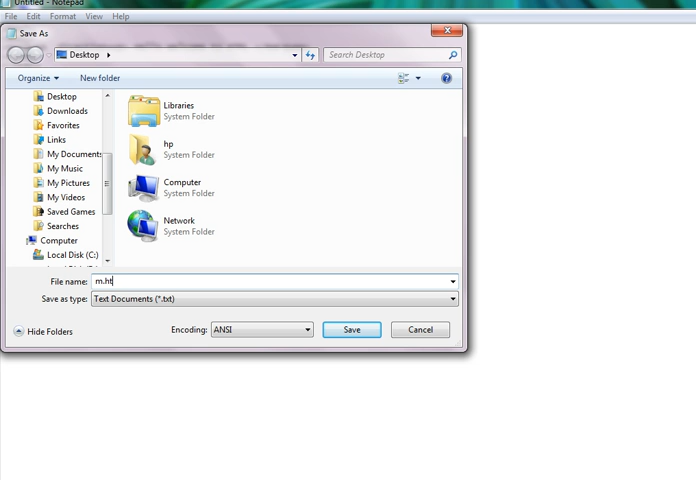 Untitled - Notepad
File Edit Format View Help
Save As
Desktop
Search Desktop
Organize New folder
Desktop
Downloads
Favorites
Links
My Documents
My Music
My Pictures
My Videos
Saved Games
Searches
Computer
Local Disk (C:)
Libraries
System Folder
hp
System Folder
Computer
System Folder
Network
System Folder
File name: m.ht
Save as type: Text Documents (*.txt)
Hide Folders
Encoding: ANSI
Save
Cancel